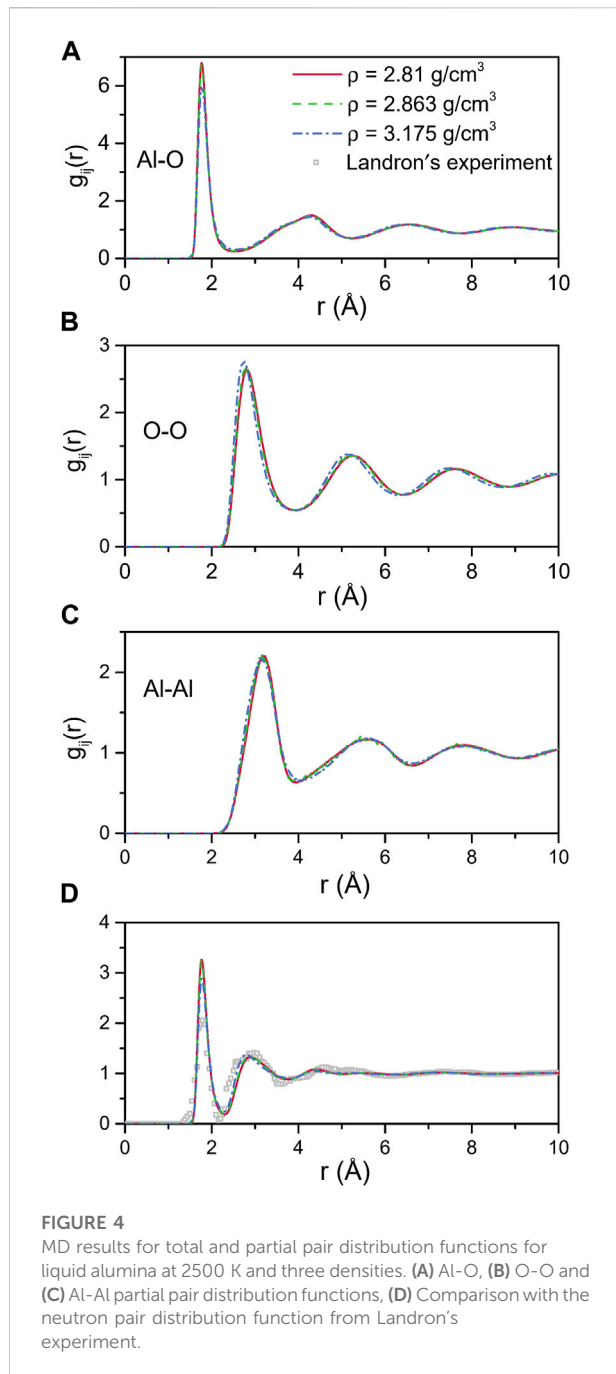 A
6
4
2
0
g_ij(r)
Al-O
ρ = 2.81 g/cm³
ρ = 2.863 g/cm³
ρ = 3.175 g/cm³
Landron′s experiment
0 2 4 6 8 10
r (Å)
B
3
2
1
0
g_ij(r)
O-O
0 2 4 6 8 10
r (Å)
C
2
1
0
g_ij(r)
Al-Al
0 2 4 6 8 10
r (Å)
D
4
3
2
1
0
0 2 4 6 8 10
r (Å)
FIGURE 4
MD results for total and partial pair distribution functions for
liquid alumina at 2500 K and three densities. (A) Al-O, (B) O-O and
(C) Al-Al partial pair distribution functions, (D) Comparison with the
neutron pair distribution function from Landron’s
experiment.